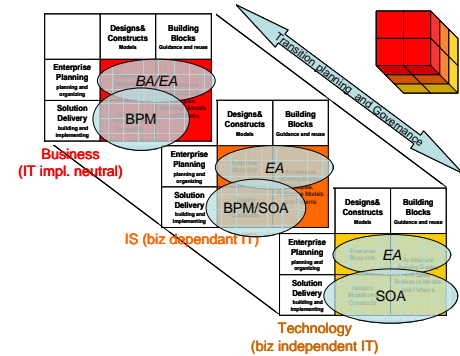 Designs&
Constructs
Models
Building
Blocks
Guidance and reuse
Enterprise
Planning
planning and
organizing
BA/EA
Solution
Delivery
building and
implementing
BPM
Business
(IT impl. neutral)
Transition planning and Governance
Designs&
Constructs
Models
Building
Blocks
Guidance and reuse
Enterprise
Planning
planning and
organizing
EA
Solution
Delivery
building and
implementing
BPM/SOA
IS (biz dependant IT)
Designs&
Constructs
Models
Building
Blocks
Guidance and reuse
Enterprise
Planning
planning and
organizing
EA
Solution
Delivery
building and
implementing
SOA
Technology
(biz independent IT)